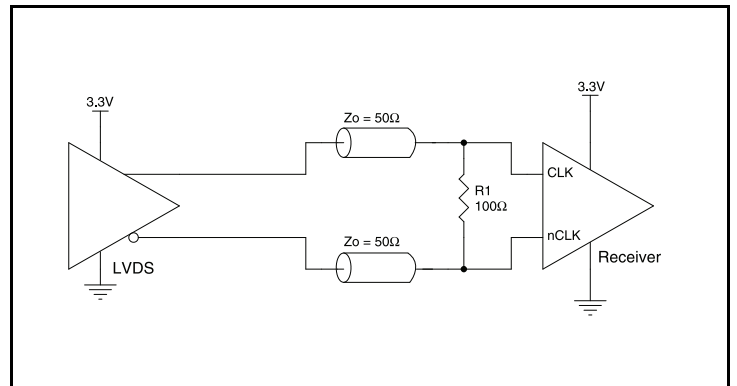 3.3V
3.3V
Zo = 50Ω
CLK
R1
100Ω
nCLK
Zo = 50Ω
Receiver
LVDS